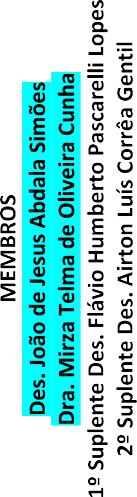 MEMBROS
Des. João de Jesus Abdala Simões
Dra. Mirza Telma de Oliveira Cunha
1º Suplente Des. Flávio Humberto Pascarelli Lopes
2º Suplente Des. Airton Luís Corrêa Gentil